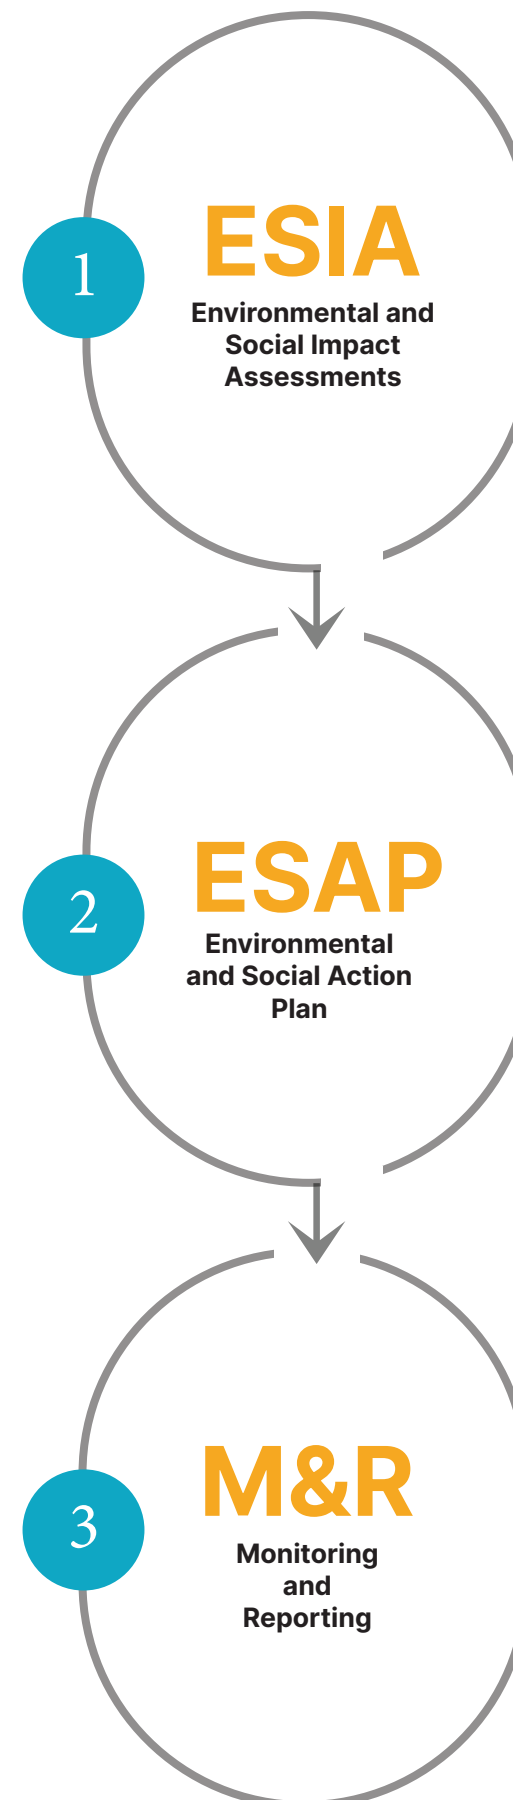 1
ESIA
Environmental and
Social Impact
Assessments
2
ESAP
Environmental
and Social Action
Plan
3
M&R
Monitoring
and
Reporting